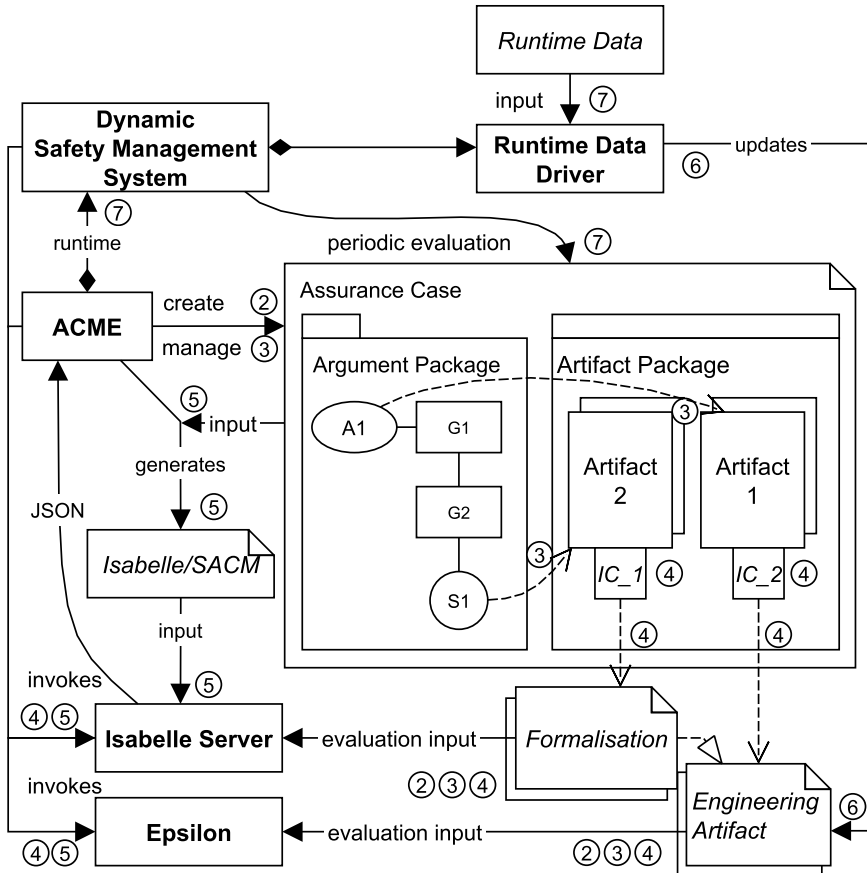 Runtime Data
input
⑦
Dynamic
Safety Management
System
Runtime Data
Driver
⑥
updates
⑦
runtime
periodic evaluation
⑦
ACME
create
②
manage
③
Assurance Case
Argument Package
Artifact Package
⑤
input
A1
G1
③
generates
Artifact
2
Artifact
1
JSON
⑤
G2
Isabelle/SACM
③
IC_1
④
IC_2
④
S1
input
④
④
⑤
invokes
④⑤
Isabelle Server
evaluation input
Formalisation
②③④
invokes
④⑤
Epsilon
evaluation input
Engineering
Artifact
⑥
②③④